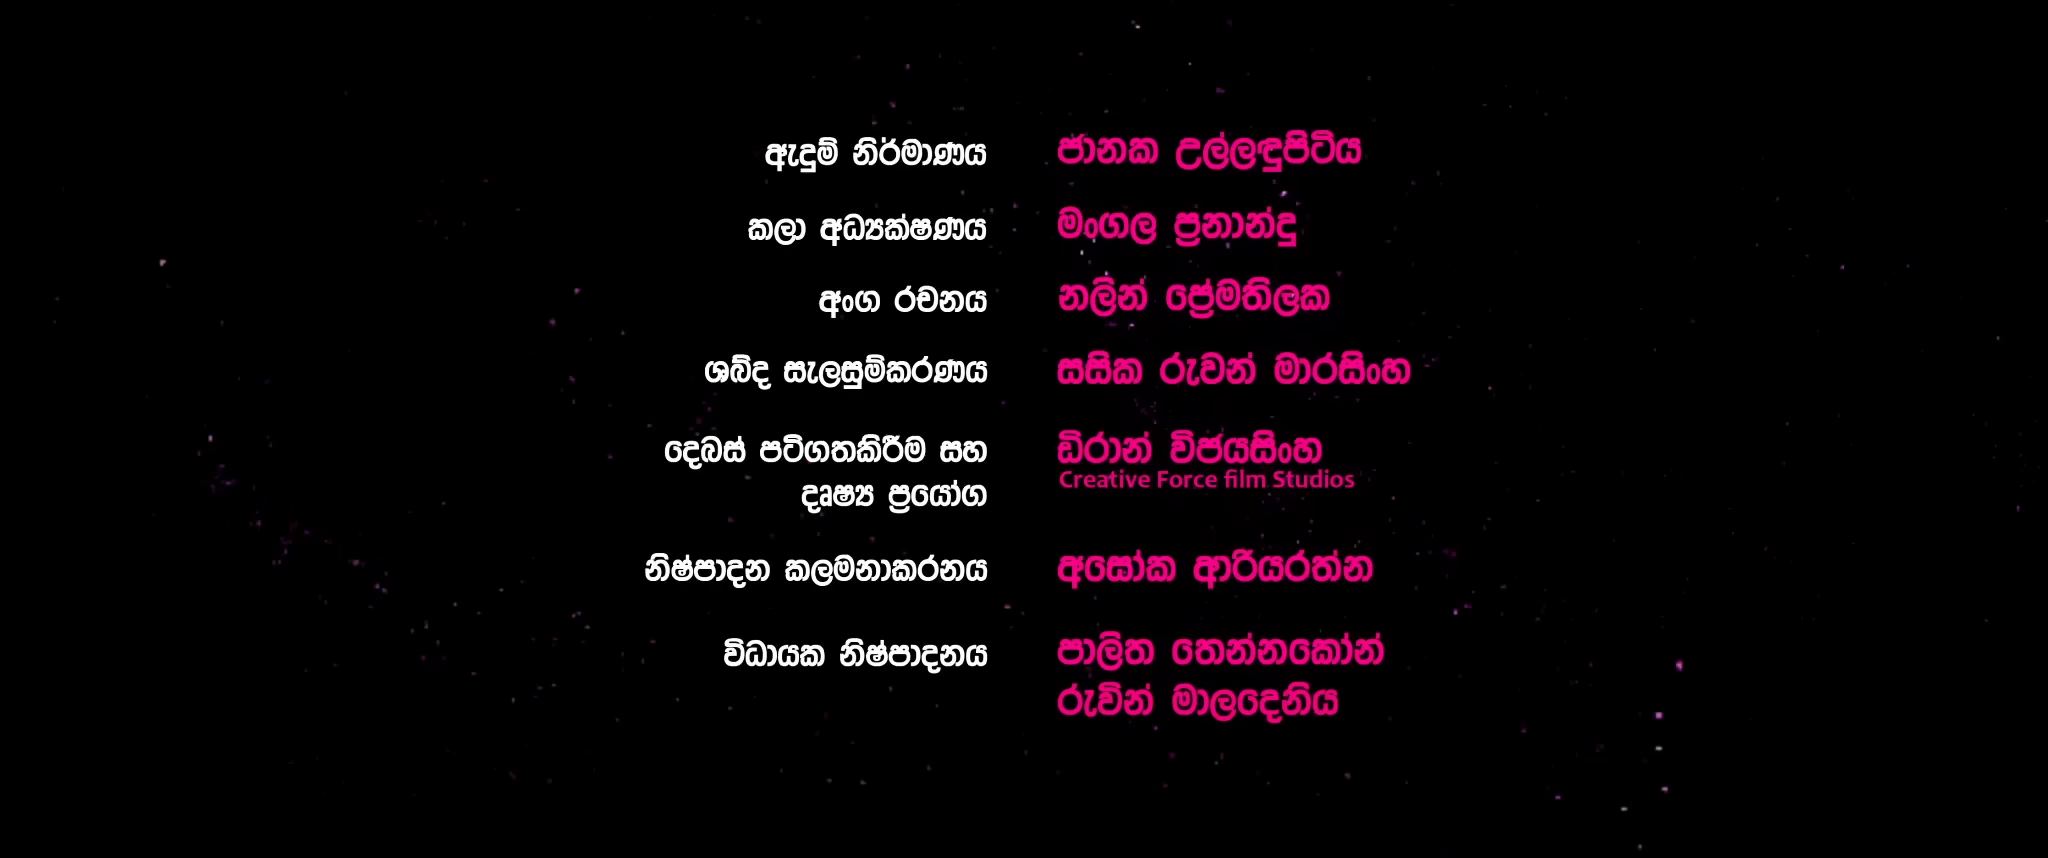 ඇදුම් නිර්මාණය ජානක උල්ලඳුපිටිය
කලා අධ්‍යක්ෂණය මංගල ප්‍රනාන්දු
අංග රචනය නලින් ප්‍රේමතිලක
ශබ්ද සැලසුම්කරණය සසික රුවන් මාරසිංහ
දෙබස් පටිගතකිරීම සහ ඩිරාන් විජයසිංහ
Creative Force film Studios
දෘෂ්‍ය ප්‍රයෝග
නිෂ්පාදන කලමනාකරනය අසෝක ආරියරත්න
විධායක නිෂ්පාදනය පාලිත තෙන්නකෝන්
රුවින් මාලදෙනිය